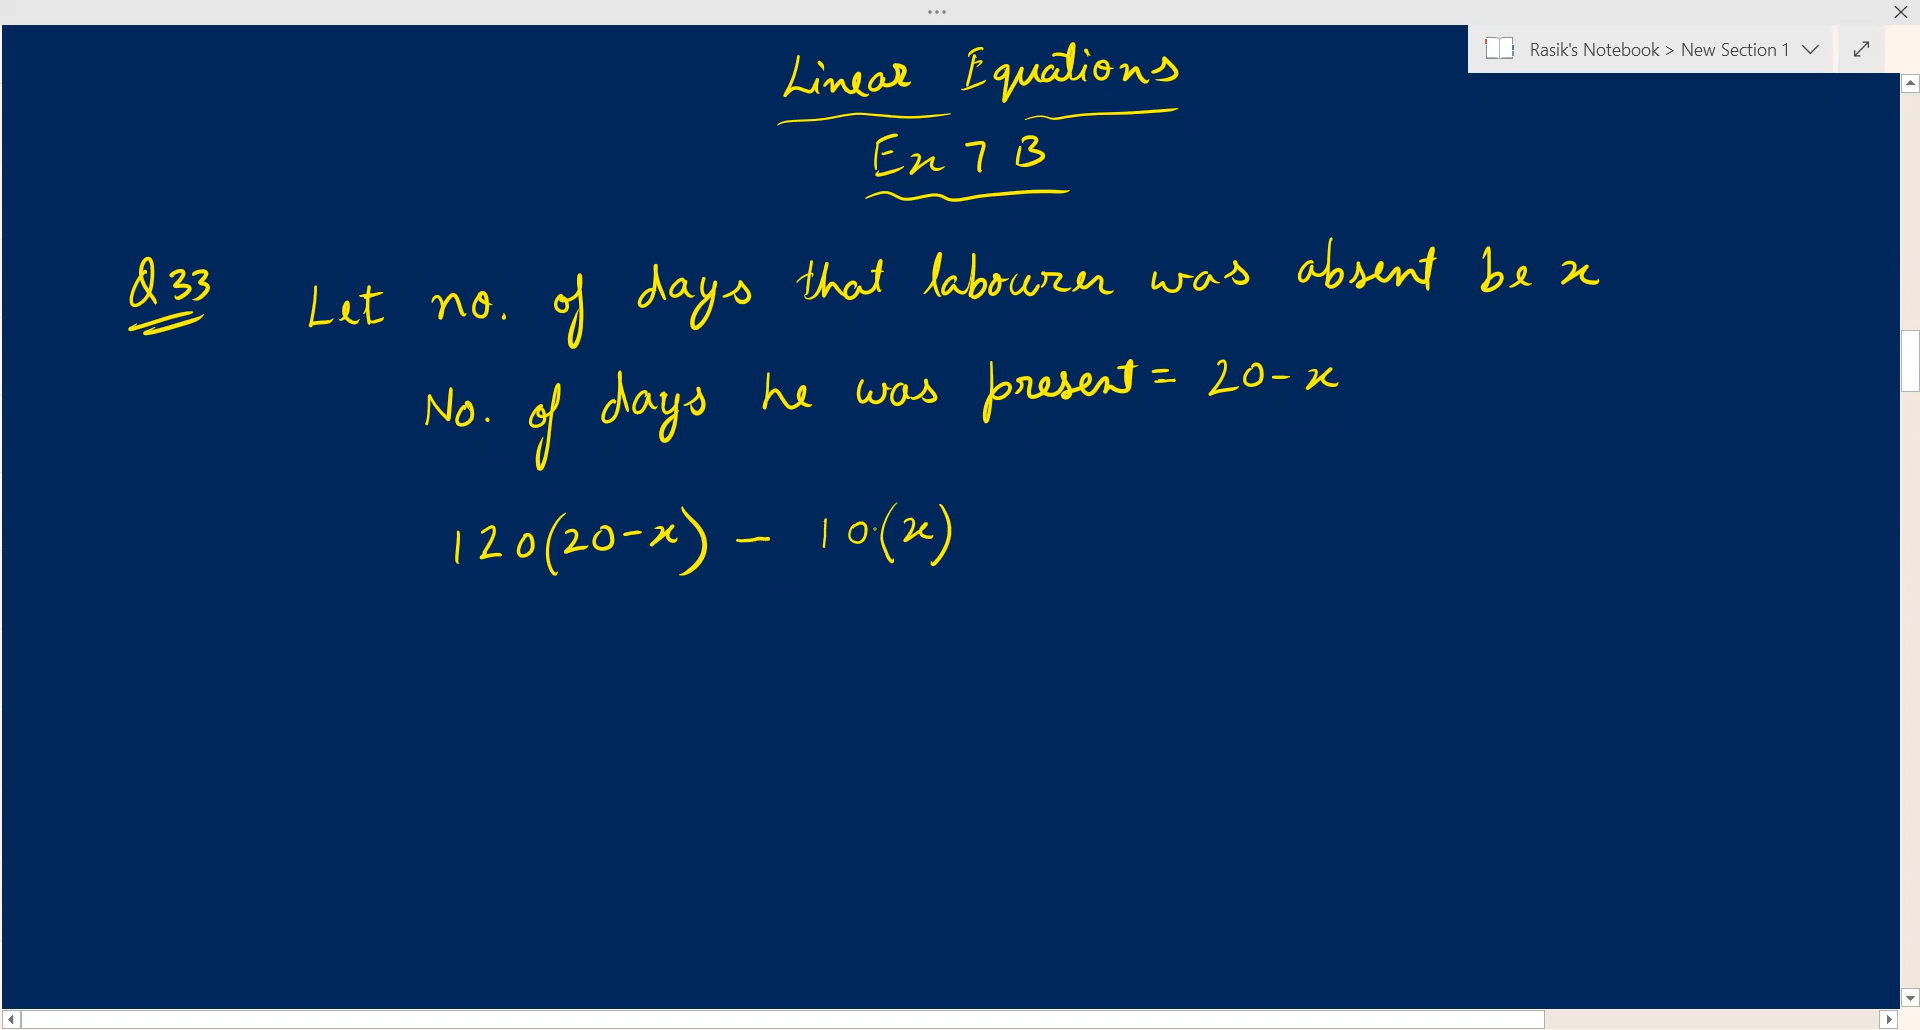 Rasik's Notebook > New Section 1
Linear Equations
Ex 7 B
Q 33 Let no. of days that labourer was absent be x
No. of days he was present = 20-x
120(20-x) - 10(x)